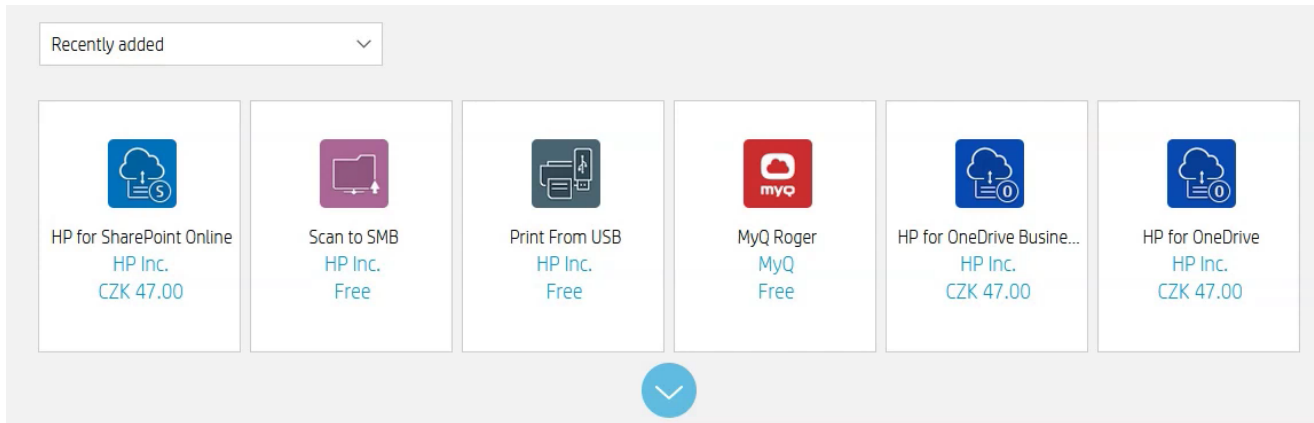 Recently added
S
HP for SharePoint Online
HP Inc.
CZK 47.00
Scan to SMB
HP Inc.
Free
Print From USB
HP Inc.
Free
myQ
MyQ Roger
MyQ
Free
0
HP for OneDrive Busine...
HP Inc.
CZK 47.00
0
HP for OneDrive
HP Inc.
CZK 47.00